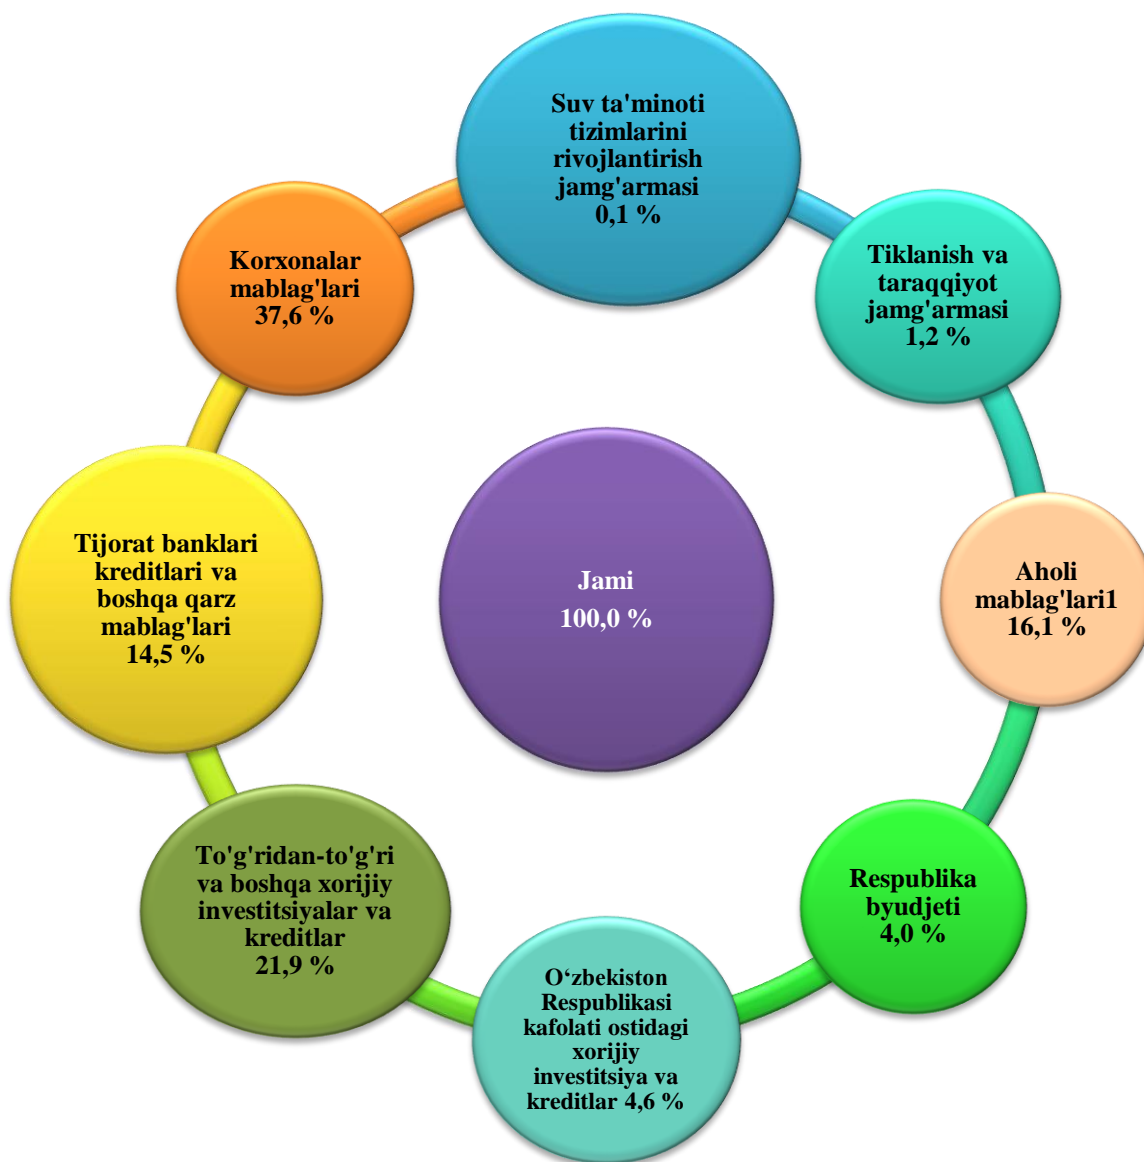 Suv ta'minoti
tizimlarini
rivojlantirish
jamg'armasi
0,1 %
Tiklanish va
taraqqiyot
jamg'armasi
1,2 %
Aholi
mablag'lari1
16,1 %
Respublika
byudjeti
4,0 %
O‘zbekiston
Respublikasi
kafolati ostidagi
xorijiy
investitsiya va
kreditlar 4,6 %
To'g'ridan-to'g'ri
va boshqa xorijiy
investitsiyalar va
kreditlar
21,9 %
Tijorat banklari
kreditlari va
boshqa qarz
mablag'lari
14,5 %
Korxonalar
mablag'lari
37,6 %
Jami
100,0 %